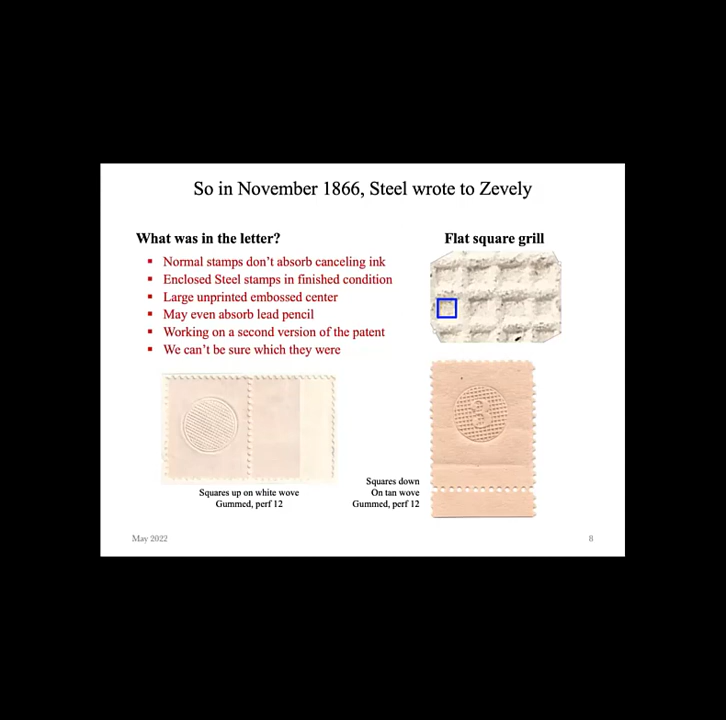 So in November 1866, Steel wrote to Zevely
What was in the letter?
▪ Normal stamps don’t absorb canceling ink
▪ Enclosed Steel stamps in finished condition
▪ Large unprinted embossed center
▪ May even absorb lead pencil
▪ Working on a second version of the patent
▪ We can’t be sure which they were
Flat square grill
3
Squares up on white wove
Gummed, perf 12
Squares down
On tan wove
Gummed, perf 12
May 2022
8